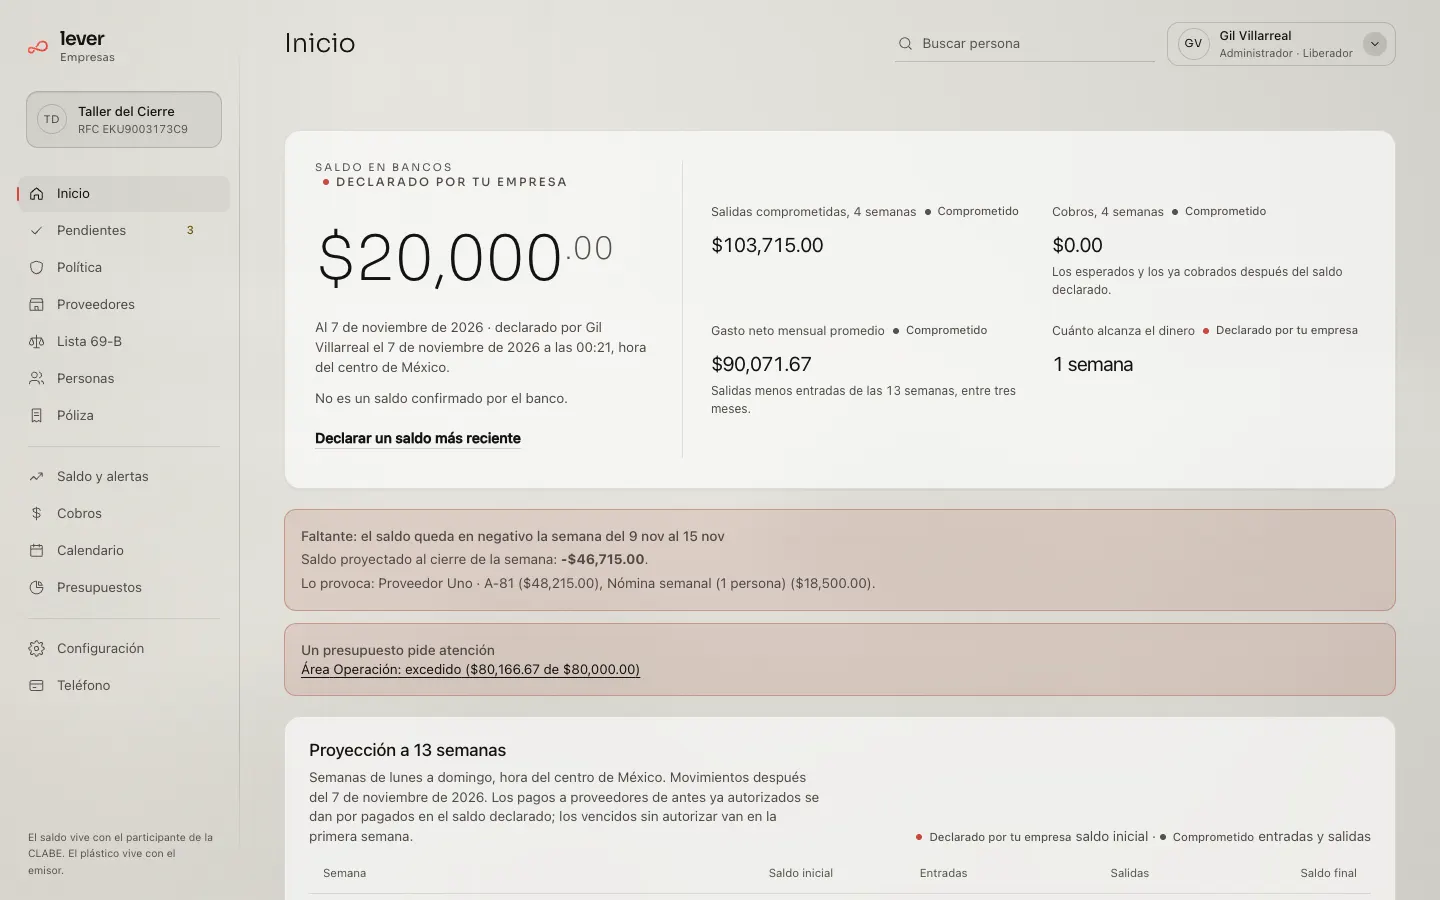 lever
Empresas
TD
Taller del Cierre
RFC EKU9003173C9
Inicio
Pendientes 3
Política
Proveedores
Lista 69-B
Personas
Póliza
Saldo y alertas
Cobros
Calendario
Presupuestos
Configuración
Teléfono
El saldo vive con el participante de la
CLABE. El plástico vive con el
emisor.
Inicio
Buscar persona
GV
Gil Villarreal
Administrador · Liberador
SALDO EN BANCOS
DECLARADO POR TU EMPRESA
$20,000.00
Al 7 de noviembre de 2026 · declarado por Gil
Villarreal el 7 de noviembre de 2026 a las 00:21, hora
del centro de México.
No es un saldo confirmado por el banco.
Declarar un saldo más reciente
Salidas comprometidas, 4 semanas Comprometido
$103,715.00
Cobros, 4 semanas Comprometido
$0.00
Los esperados y los ya cobrados después del saldo
declarado.
Gasto neto mensual promedio Comprometido
$90,071.67
Salidas menos entradas de las 13 semanas, entre tres
meses.
Cuánto alcanza el dinero Declarado por tu empresa
1 semana
Faltante: el saldo queda en negativo la semana del 9 nov al 15 nov
Saldo proyectado al cierre de la semana: -$46,715.00.
Lo provoca: Proveedor Uno · A-81 ($48,215.00), Nómina semanal (1 persona) ($18,500.00).
Un presupuesto pide atención
Área Operación: excedido ($80,166.67 de $80,000.00)
Proyección a 13 semanas
Semanas de lunes a domingo, hora del centro de México. Movimientos después
del 7 de noviembre de 2026. Los pagos a proveedores de antes ya autorizados se
dan por pagados en el saldo declarado; los vencidos sin autorizar van en la
primera semana.
Declarado por tu empresa saldo inicial · Comprometido entradas y salidas
Semana Saldo inicial Entradas Salidas Saldo final